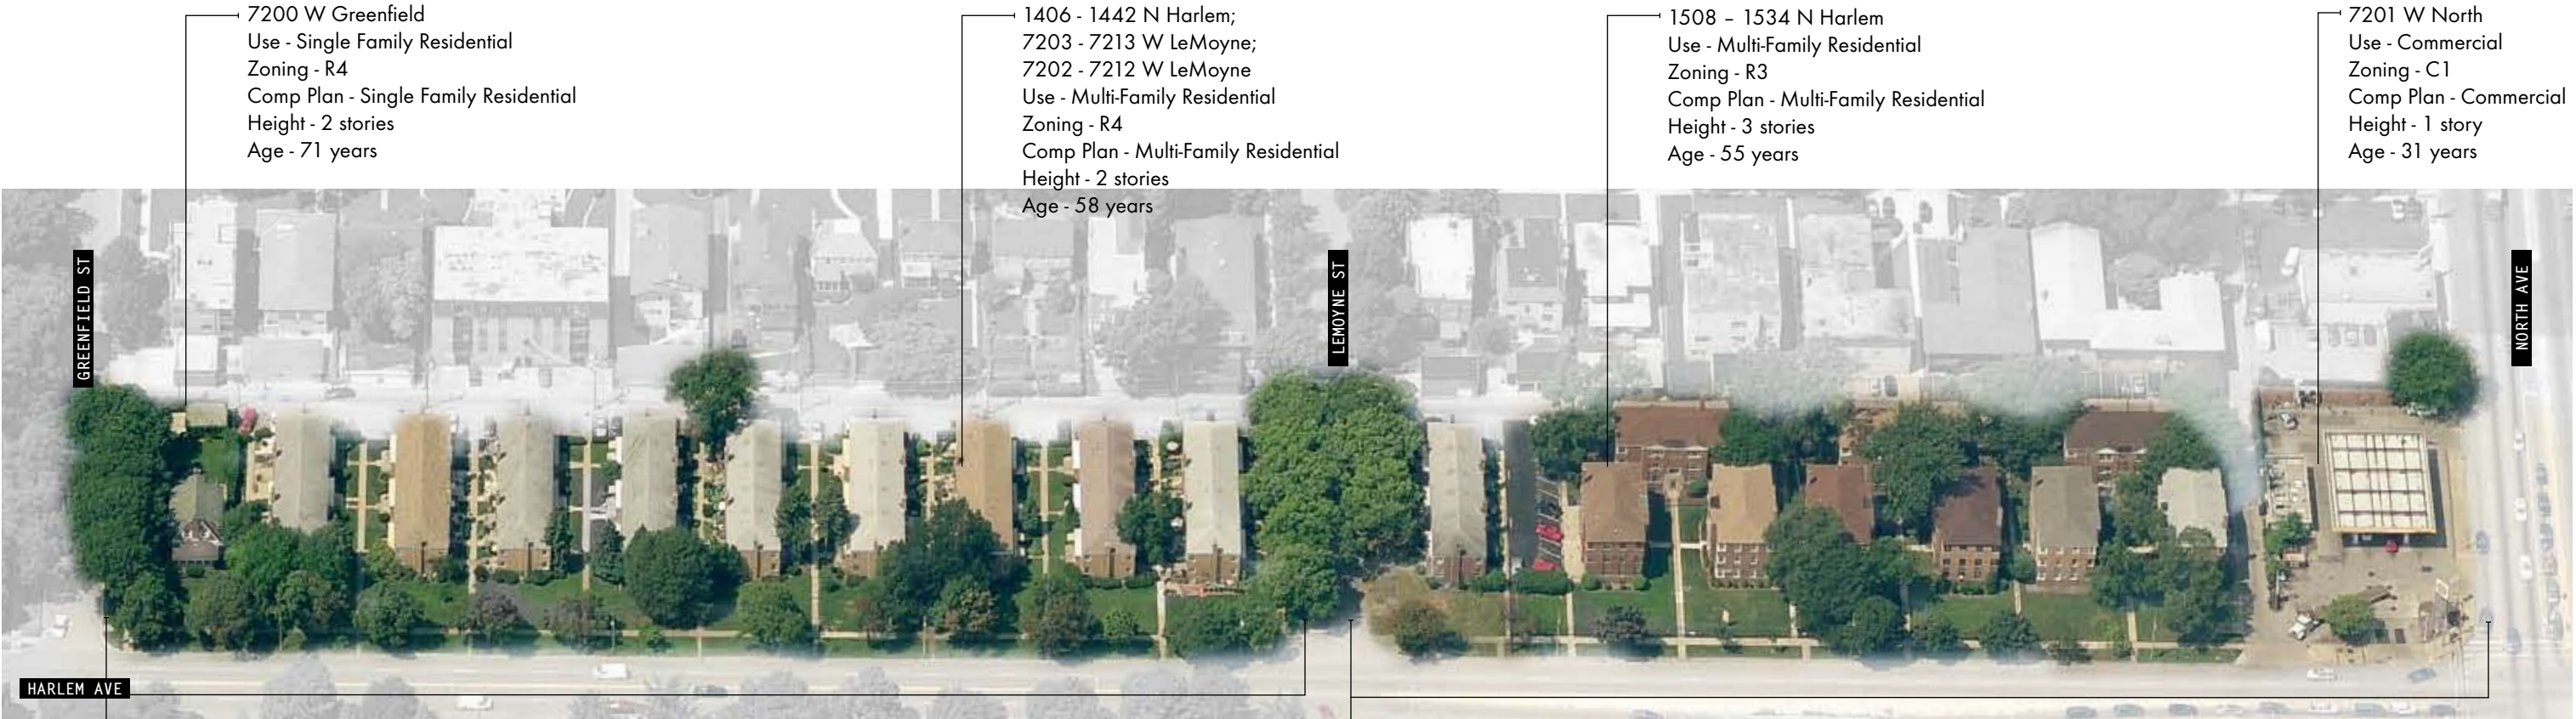 7200 W Greenfield
Use - Single Family Residential
Zoning - R4
Comp Plan - Single Family Residential
Height - 2 stories
Age - 71 years
1406 - 1442 N Harlem;
7203 - 7213 W LeMoyne;
7202 - 7212 W LeMoyne
Use - Multi-Family Residential
Zoning - R4
Comp Plan - Multi-Family Residential
Height - 2 stories
Age - 58 years
1508 – 1534 N Harlem
Use - Multi-Family Residential
Zoning - R3
Comp Plan - Multi-Family Residential
Height - 3 stories
Age - 55 years
7201 W North
Use - Commercial
Zoning - C1
Comp Plan - Commercial
Height - 1 story
Age - 31 years
GREENFIELD ST
LEMOYNE ST
NORTH AVE
HARLEM AVE